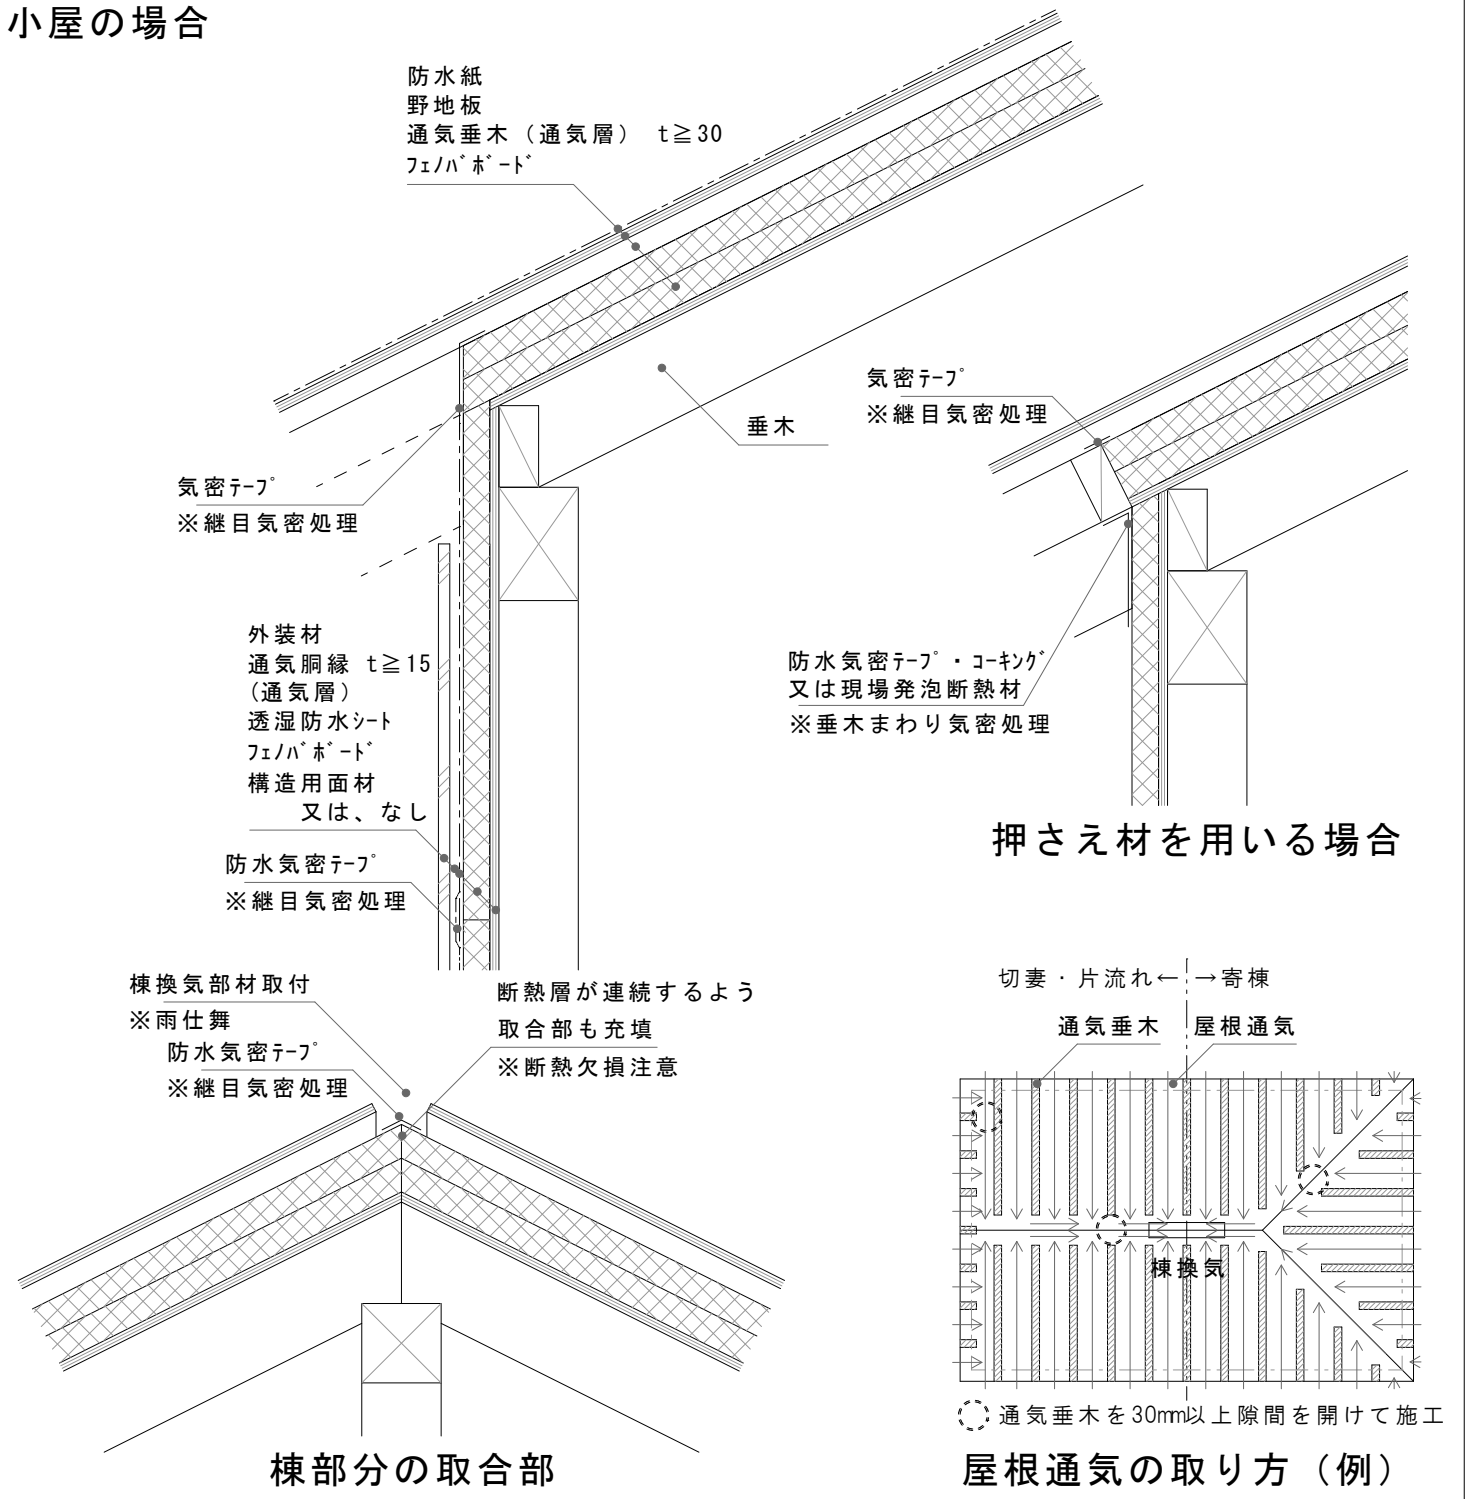 小屋の場合
防水紙
野地板
通気垂木（通気層） t≧30
ﾌｪﾉﾊﾞﾎﾞｰﾄﾞ
垂木
気密ﾃｰﾌﾟ
※継目気密処理
外装材
通気胴縁 t≧15
(通気層)
透湿防水ｼｰﾄ
ﾌｪﾉﾊﾞﾎﾞｰﾄﾞ
構造用面材
又は、なし
防水気密ﾃｰﾌﾟ
※継目気密処理
気密ﾃｰﾌﾟ
※継目気密処理
防水気密ﾃｰﾌﾟ・ｺｰｷﾝｸﾞ
又は現場発泡断熱材
※垂木まわり気密処理
押さえ材を用いる場合
棟換気部材取付
※雨仕舞
防水気密ﾃｰﾌﾟ
※継目気密処理
断熱層が連続するよう
取合部も充填
※断熱欠損注意
棟部分の取合部
切妻・片流れ←→寄棟
通気垂木
屋根通気
棟換気
通気垂木を30mm以上隙間を開けて施工
屋根通気の取り方（例）